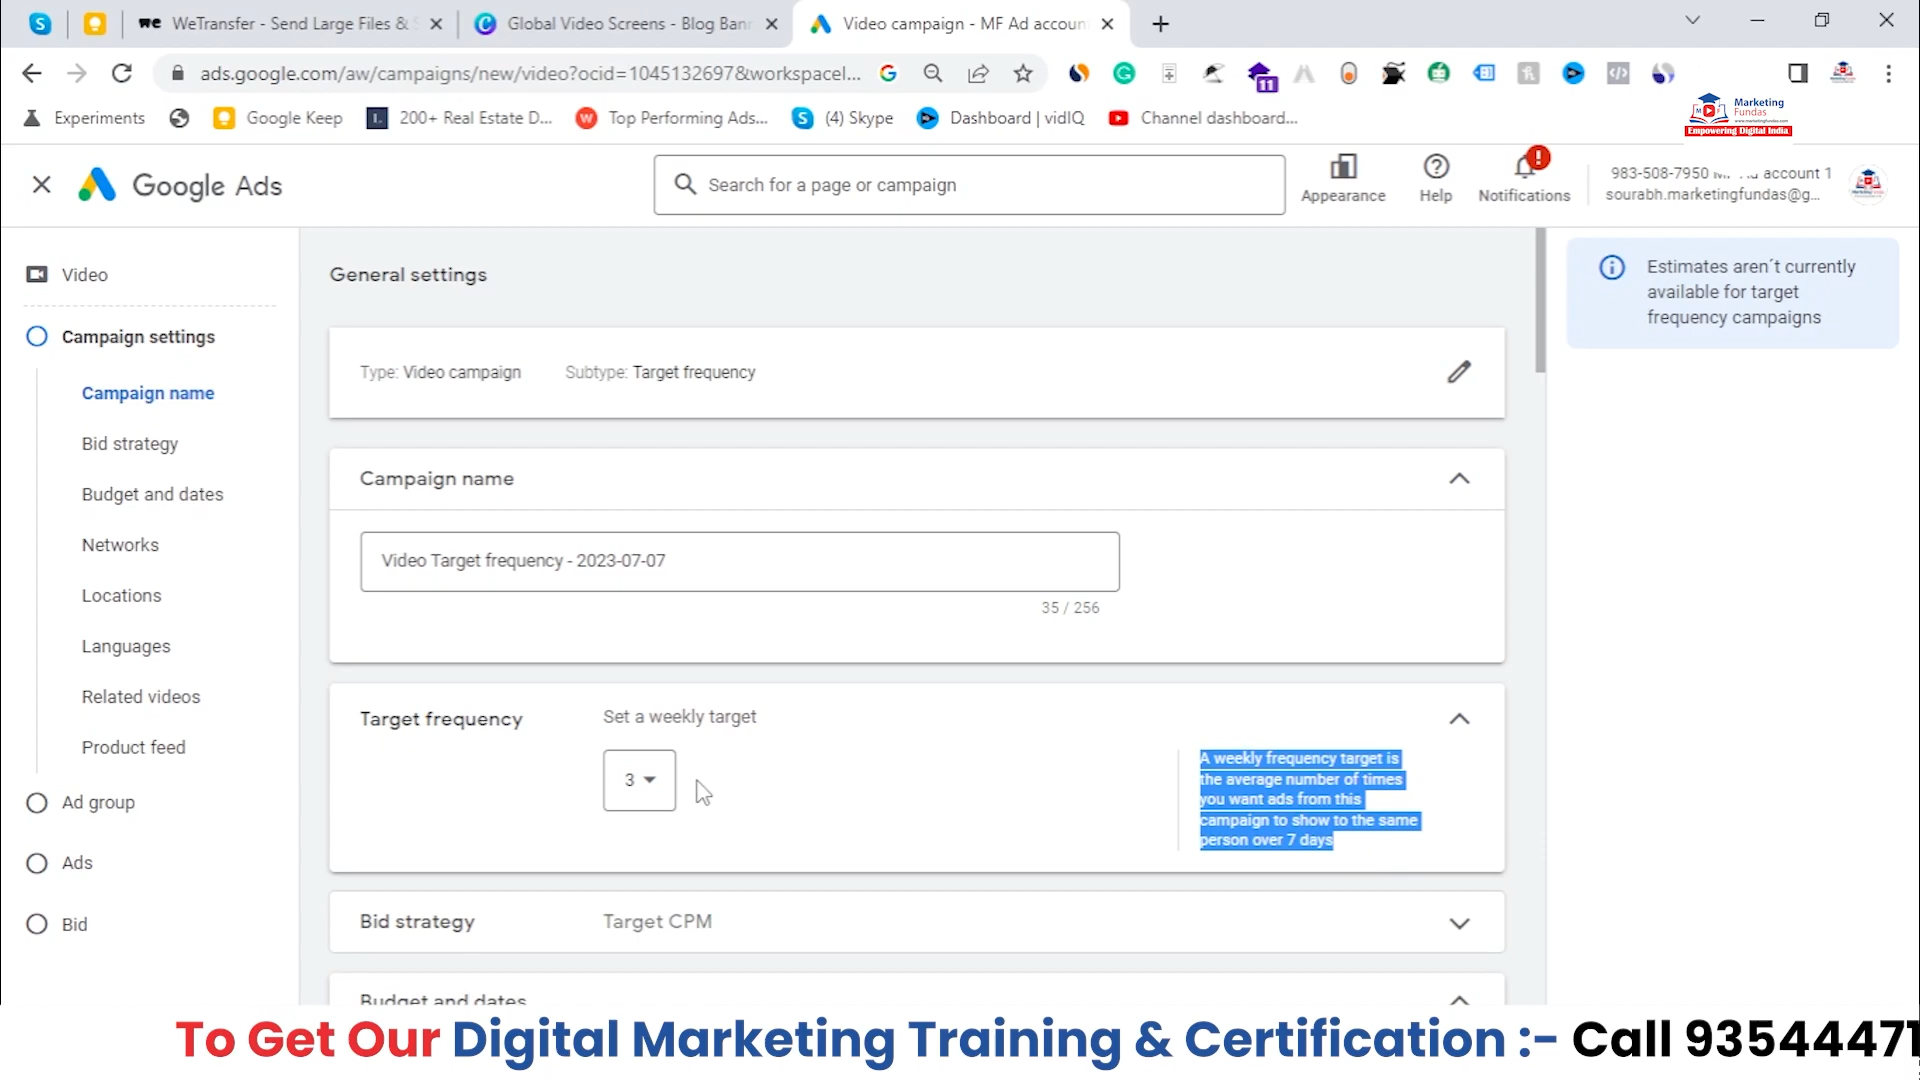 WeTransfer - Send Large Files &
Global Video Screens - Blog Ban
Video campaign - MF Ad accoun
ads.google.com/aw/campaigns/new/video?ocid=1045132697&workspacel...
11
Experiments
Google Keep
200+ Real Estate D...
Top Performing Ads...
(4) Skype
Dashboard | vidIQ
Channel dashboard...
Marketing
Fundas
www.marketingfundas.com
Empowering Digital India
Google Ads
Search for a page or campaign
Appearance
Help
Notifications
983-508-7950 account 1
sourabh.marketingfundas@g...
Video
Campaign settings
Campaign name
Bid strategy
Budget and dates
Networks
Locations
Languages
Related videos
Product feed
Ad group
Ads
Bid
General settings
Type: Video campaign
Subtype: Target frequency
Campaign name
Video Target frequency - 2023-07-07
35 / 256
Target frequency
Set a weekly target
3
A weekly frequency target is
the average number of times
you want ads from this
campaign to show to the same
person over 7 days
Bid strategy
Target CPM
Budget and dates
Estimates aren´t currently
available for target
frequency campaigns
To Get Our Digital Marketing Training & Certification :- Call 93544471